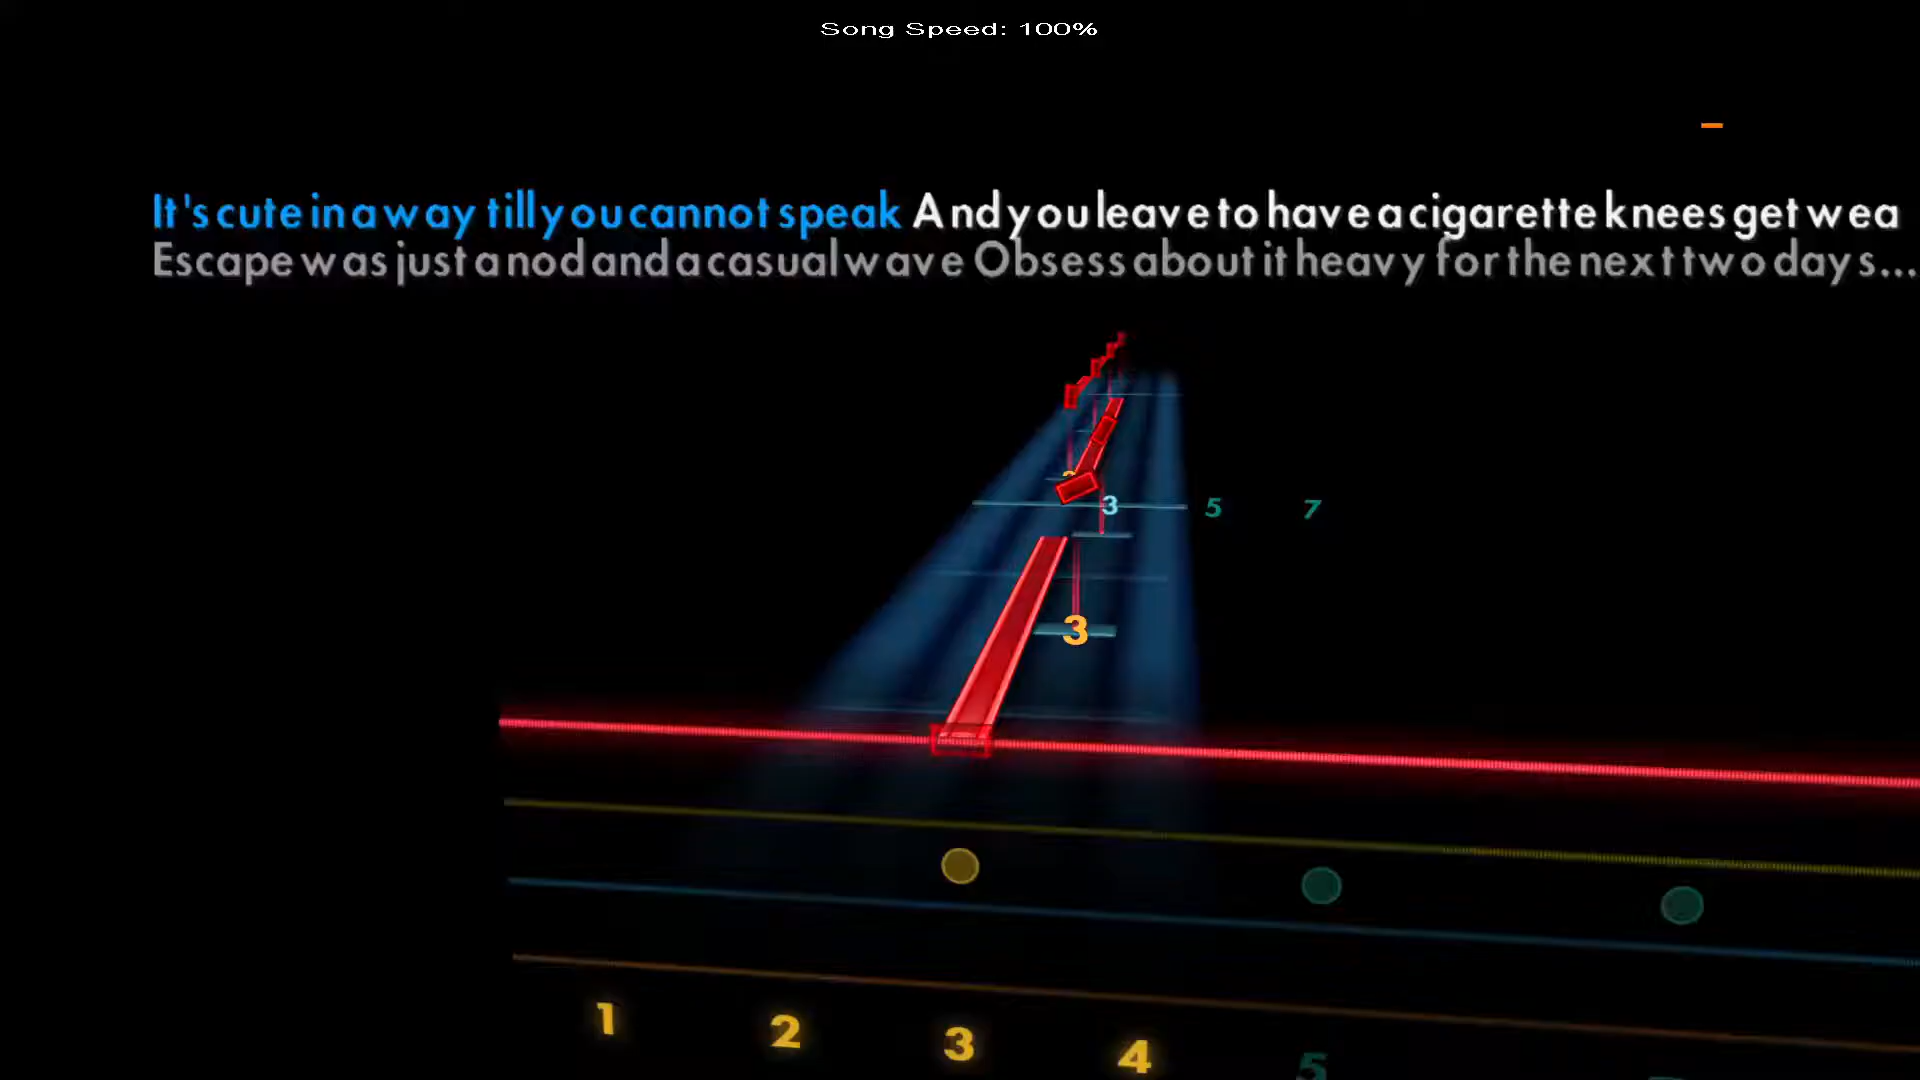 Song Speed: 100%
It's cute in a way till you cannot speak And you leave to have a cigarette knees get wea
Escape was just a nod and a casual wave Obsess about it heavy for the next two days...
3 5 7
3
1 2 3 4 5